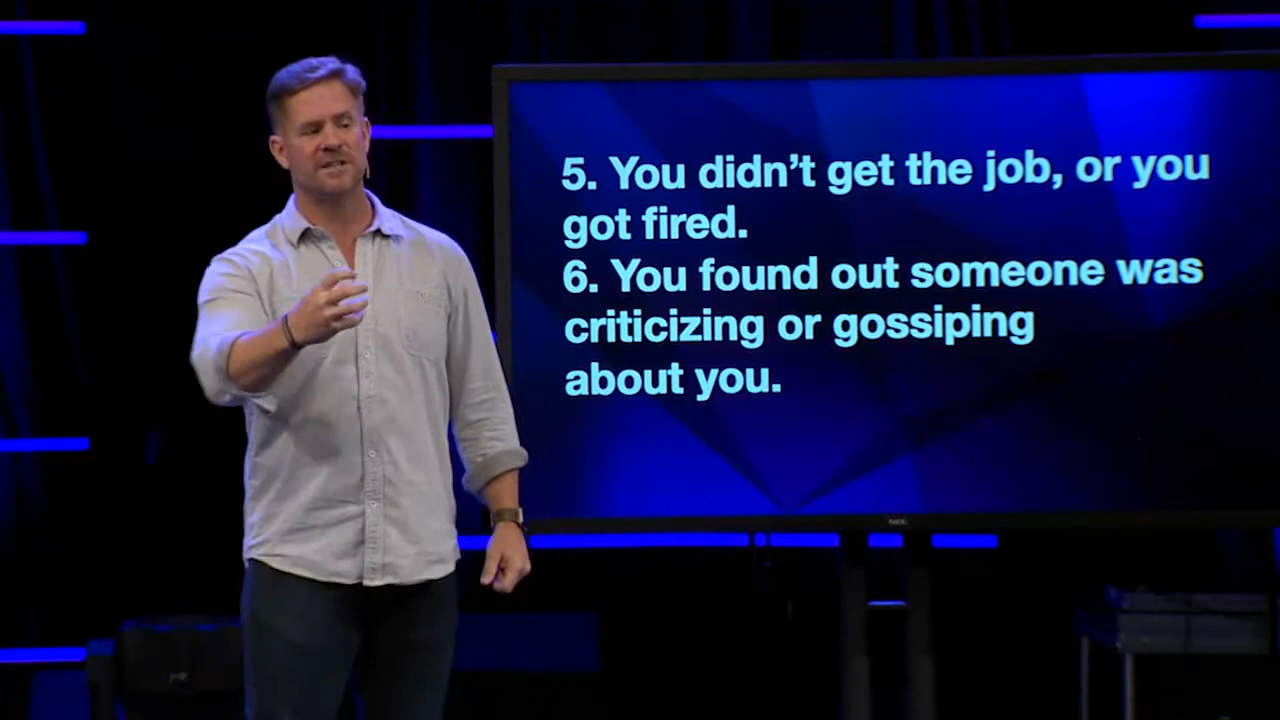 5. You didn’t get the job, or you
got fired.
6. You found out someone was
criticizing or gossiping
about you.
NEC